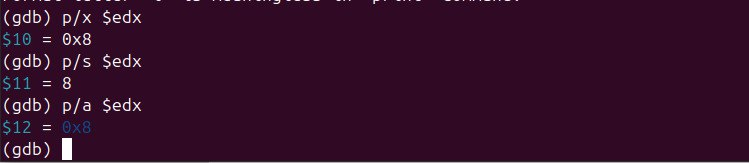 (gdb) p/x $edx
$10 = 0x8
(gdb) p/s $edx
$11 = 8
(gdb) p/a $edx
$12 = 0x8
(gdb)